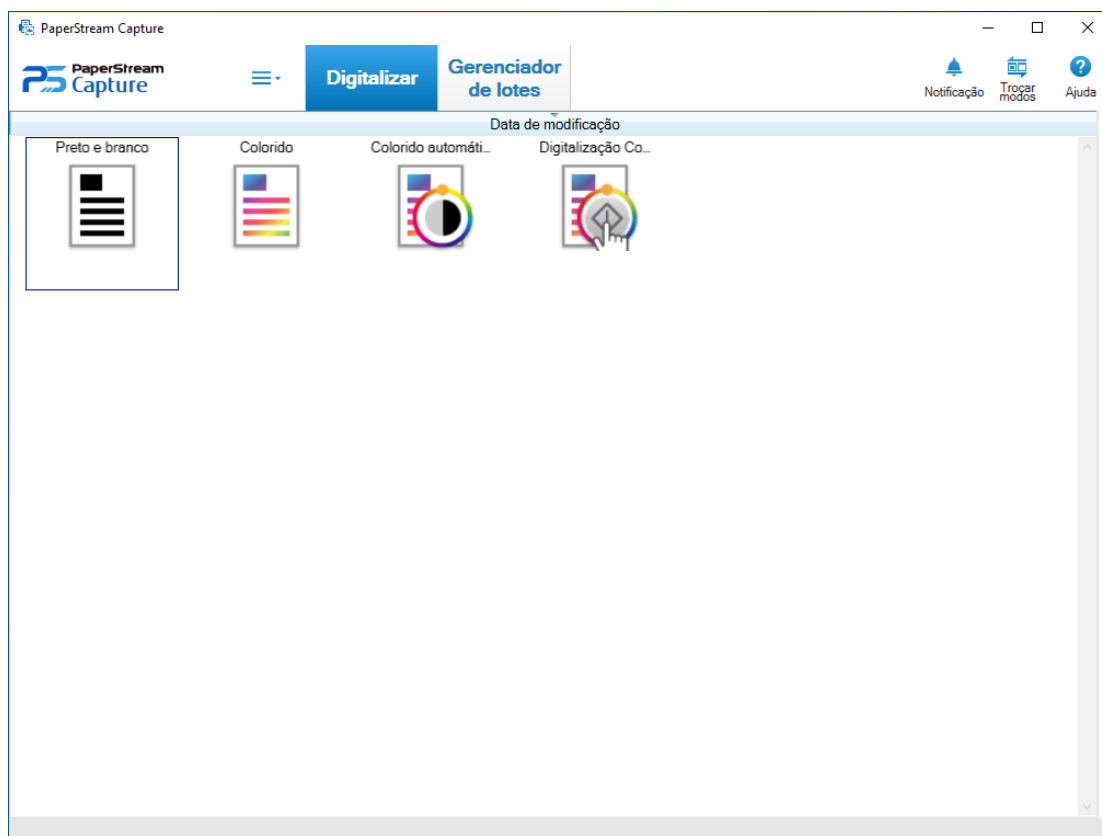 PaperStream Capture
PaperStream
Capture
Digitalizar
Gerenciador
de lotes
Notificação
Trocar
modos
Ajuda
Data de modificação
Preto e branco
Colorido
Colorido automáti...
Digitalização Co...